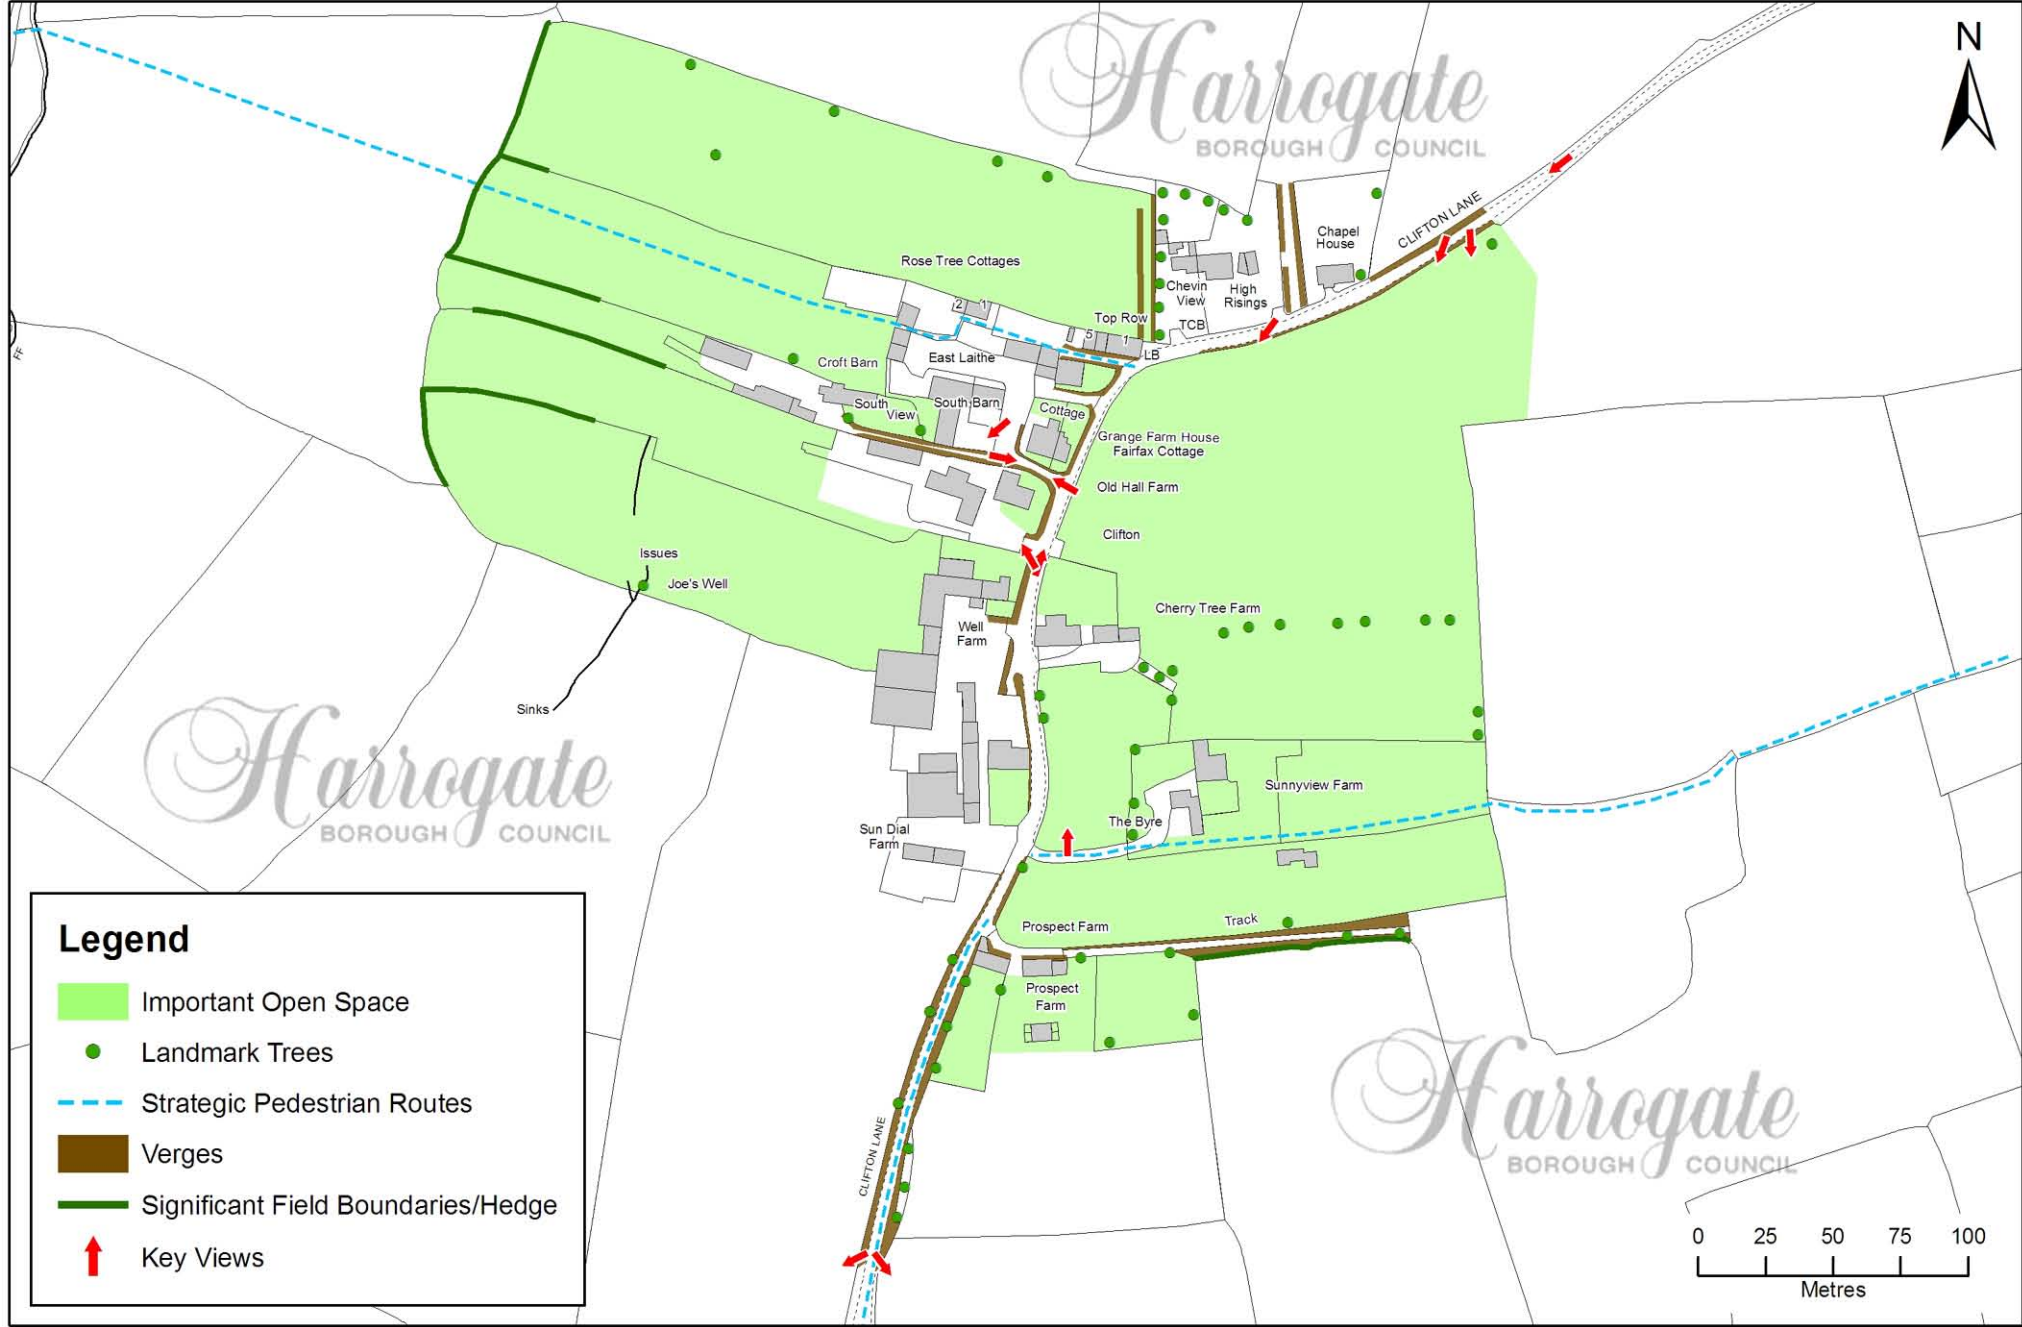 Harrogate
BOROUGH COUNCIL
N
CLIFTON LANE
Chapel
House
Rose Tree Cottages
Chevin
View
High
Risings
2
1
Top Row
TCB
5
1
LB
East Laithe
Croft Barn
South
View
South Barn
Cottage
FF
Grange Farm House
Fairfax Cottage
Old Hall Farm
Clifton
Issues
Joe's Well
Cherry Tree Farm
Well
Farm
Sinks
Harrogate
BOROUGH COUNCIL
Sunnyview Farm
The Byre
Sun Dial
Farm
Track
Prospect Farm
Prospect
Farm
Harrogate
BOROUGH COUNCIL
CLIFTON LANE
Legend
Important Open Space
Landmark Trees
Strategic Pedestrian Routes
Verges
Significant Field Boundaries/Hedge
Key Views
0 25 50 75 100
Metres